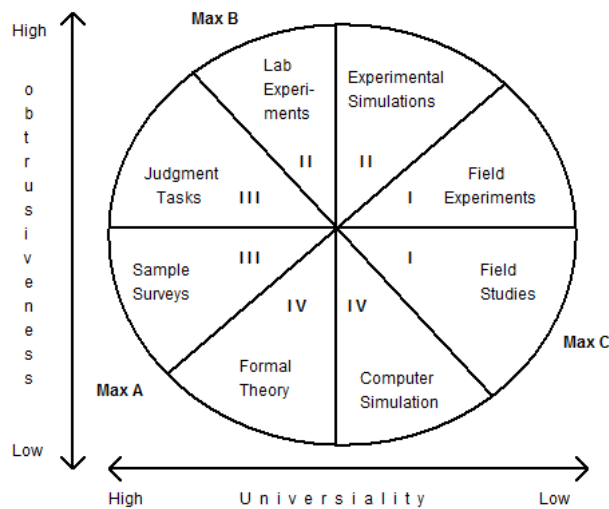 High
Max B
Lab
Experi-
ments
Experimental
Simulations
obtrusiveness
II
II
Judgment
Tasks
III
I
Field
Experiments
Sample
Surveys
III
I
Field
Studies
IV
IV
Max C
Max A
Formal
Theory
Computer
Simulation
Low
High
Universiality
Low